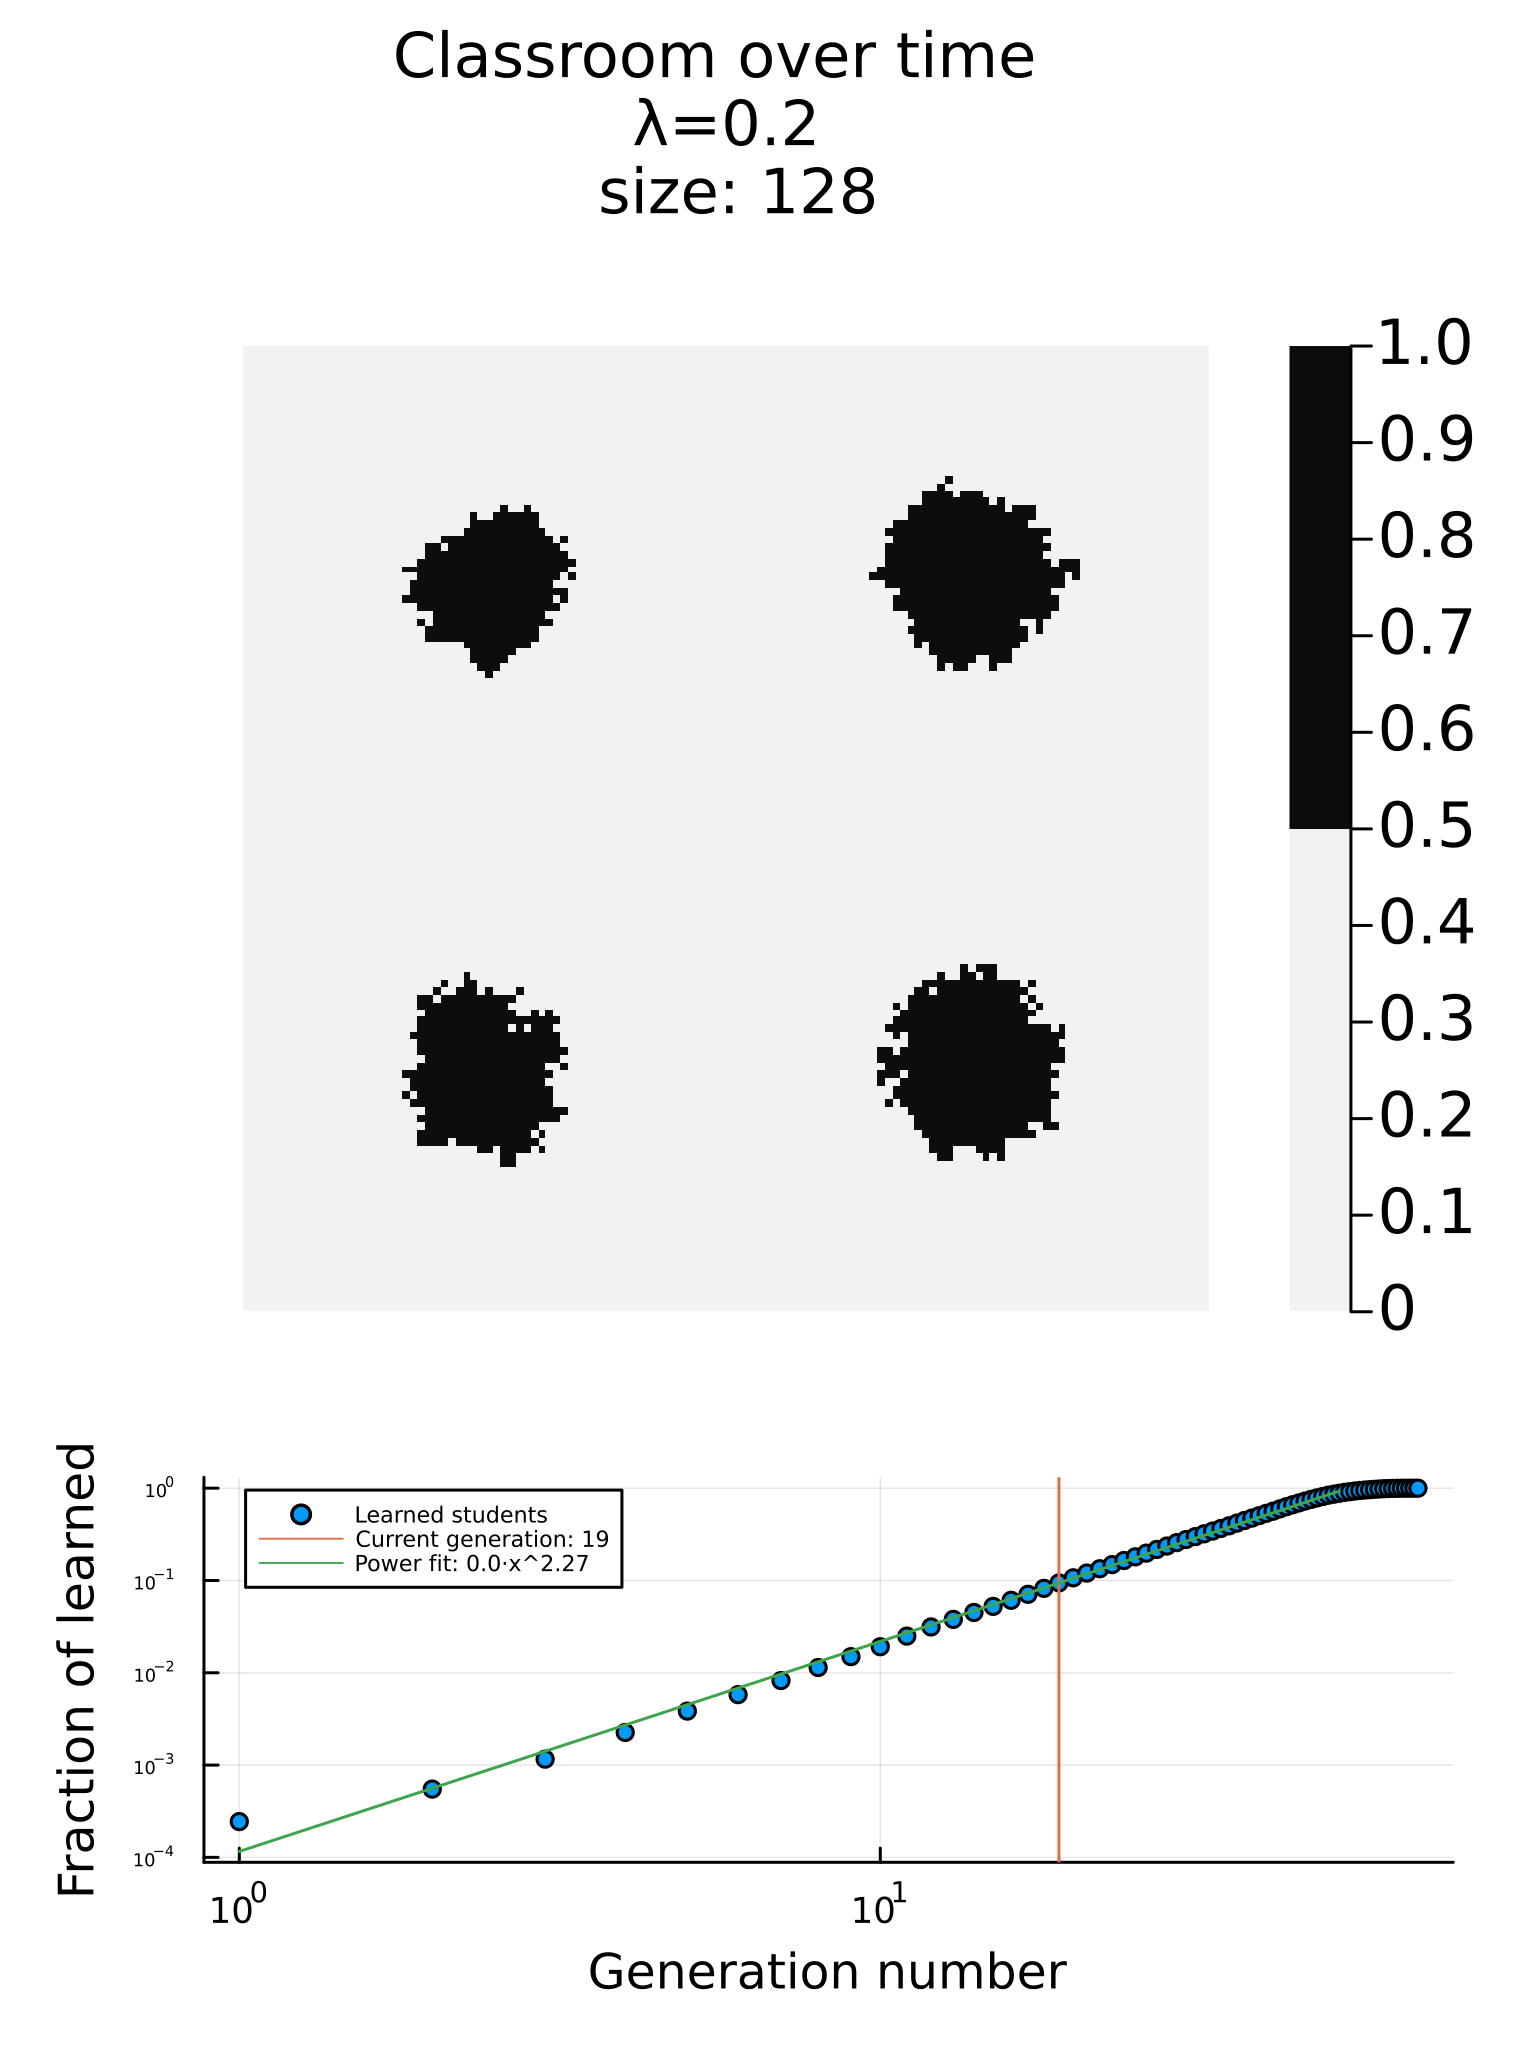 Classroom over time
λ=0.2
size: 128
1.0
0.9
0.8
0.7
0.6
0.5
0.4
0.3
0.2
0.1
0
Fraction of learned
10⁰
10⁻¹
10⁻²
10⁻³
10⁻⁴
Learned students
Current generation: 19
Power fit: 0.0·x^2.27
10⁰ 10¹
Generation number